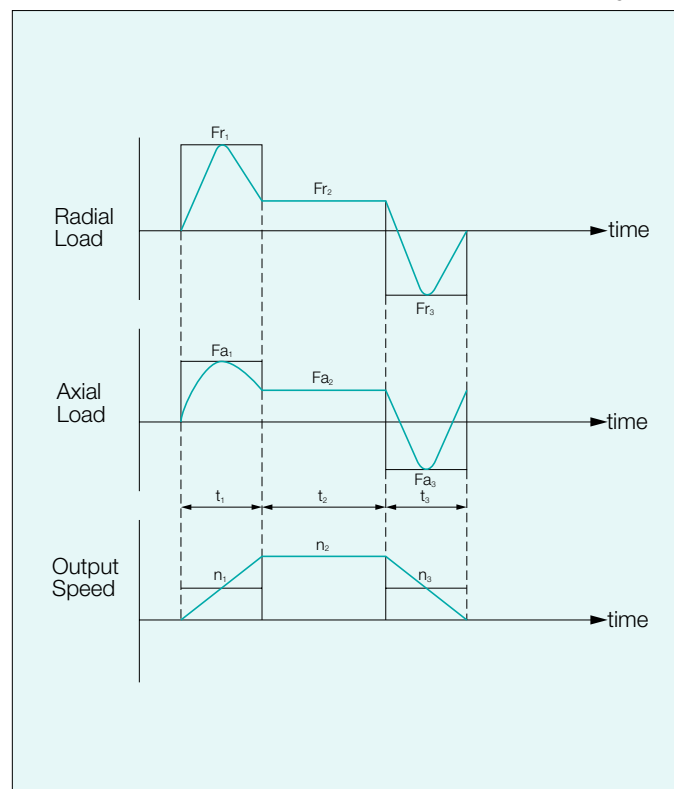 Fr₁
Fr₂
Radial
Load
time
Fr₃
Fa₁
Fa₂
Axial
Load
time
Fa₃
t₁
t₂
t₃
n₂
Output
Speed
n₁
n₃
time